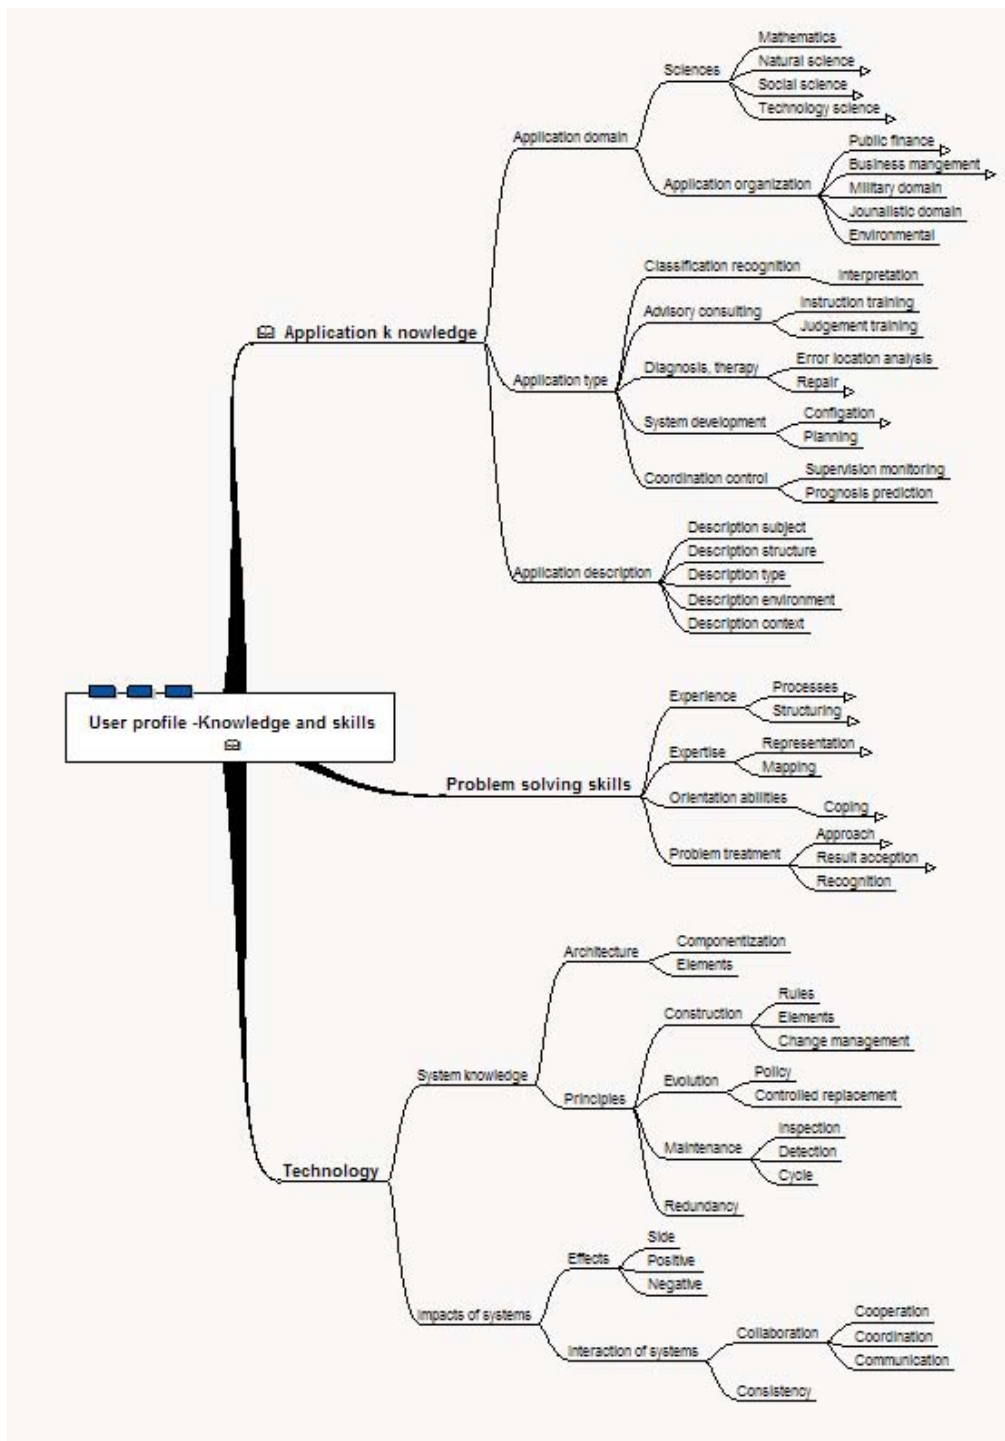 Mathematics
Natural science
Sciences
Social science
Technology science
Application domain
Public finance
Business mangement
Application organization
Military domain
Jounalistic domain
Environmental
Classification recognition
Interpretation
Instruction training
Advisory consulting
Judgement training
Application k nowledge
Error location analysis
Diagnosis, therapy
Application type
Repair
Configation
System development
Planning
Supervision monitoring
Coordination control
Prognosis prediction
Description subject
Description structure
Application description
Description type
Description environment
Description context
Processes
Experience
Structuring
User profile -Knowledge and skills
Representation
Expertise
Mapping
Problem solving skills
Orientation abilities
Coping
Approach
Problem treatment
Result acception
Recognition
Componentization
Architecture
Elements
Rules
Construction
Elements
Change management
System knowledge
Policy
Evolution
Controlled replacement
Principles
Inspection
Maintenance
Detection
Cycle
Technology
Redundancy
Side
Effects
Positive
Negative
Impacts of systems
Cooperation
Collaboration
Coordination
Interaction of systems
Communication
Consistency